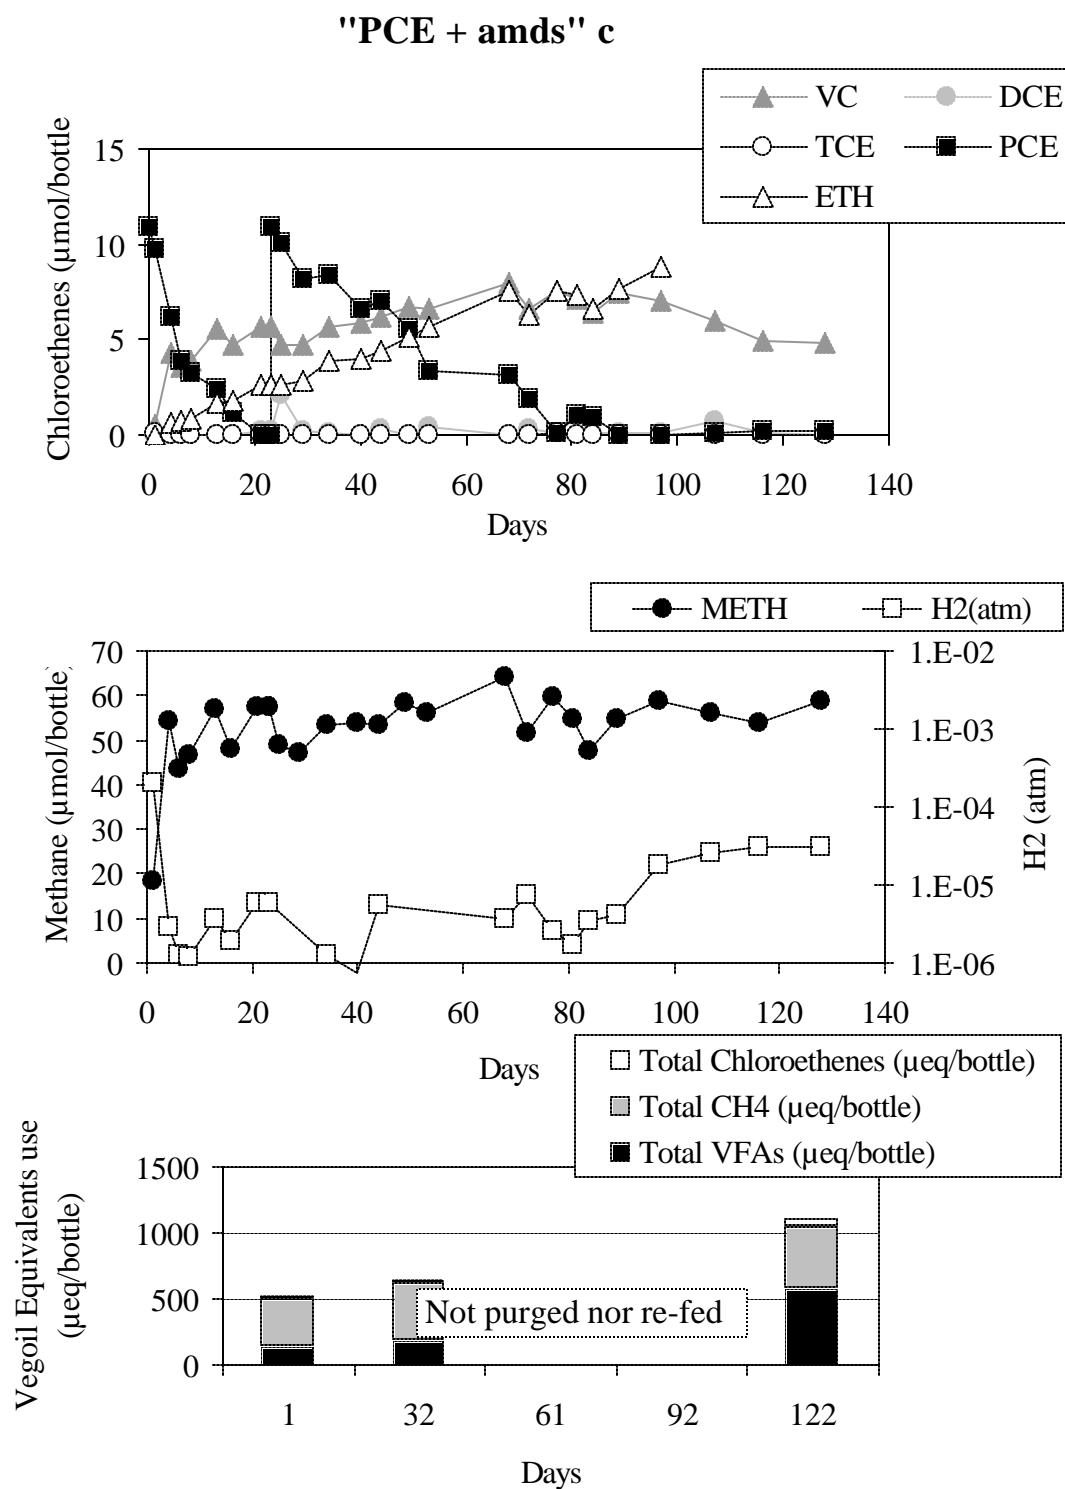 "PCE + amds" c
VC DCE
TCE PCE
ETH
Chloroethenes (µmol/bottle
15
10
5
0
0 20 40 60 80 100 120 140
Days
METH H2(atm)
Methane (µmol/bottle)
70
60
50
40
30
20
10
0
1.E-02
1.E-03
1.E-04
1.E-05
1.E-06
H2 (atm)
0 20 40 60 80 100 120 140
Days
Total Chloroethenes (µeq/bottle)
Total CH4 (µeq/bottle)
Total VFAs (µeq/bottle)
Vegoil Equivalents use
(µeq/bottle)
1500
1000
500
0
Not purged nor re-fed
1 32 61 92 122
Days